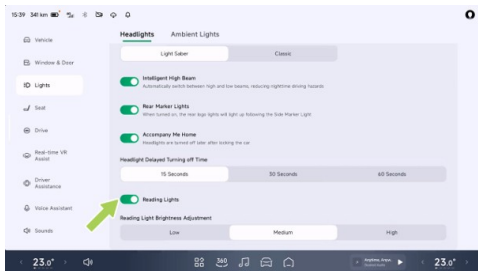 15:39 341 km
Headlights Ambient Lights
Vehicle
Window & Door
Lights
Seat
Drive
Real-time VR
Assist
Driver
Assistance
Voice Assistant
Sounds
Light Saber Classic
Intelligent High Beam
Automatically switch between high and low beams, reducing nighttime driving hazards
Rear Marker Lights
When turned on, the rear logo lights will light up following the Side Marker Light
Accompany Me Home
Headlights are turned off later after locking the car.
Headlight Delayed Turning off Time
15 Seconds 30 Seconds 60 Seconds
Reading Lights
Reading Light Brightness Adjustment
Low Medium High
23.0° 360 23.0°